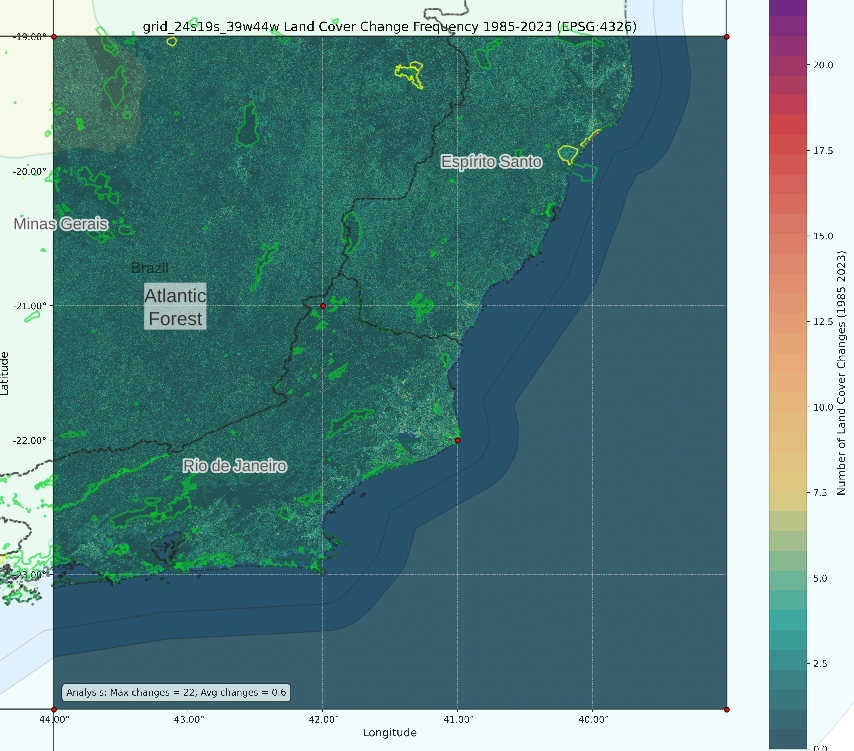 grid_24s19s_39w44w Land Cover Change Frequency 1985-2023 (EPSG:4326)
-19.00°
20.0
17.5
Espírito Santo
-20.00°
15.0
Minas Gerais
Brazil
Atlantic
Forest
-21.00°
12.5
Latitude
Number of Land Cover Changes (1985-2023)
10.0
-22.00°
Rio de Janeiro
7.5
-23.00°
5.0
2.5
Analysis: Max changes = 22, Avg changes = 0.6
0.0
44.00°
43.00°
42.00°
41.00°
40.00°
Longitude